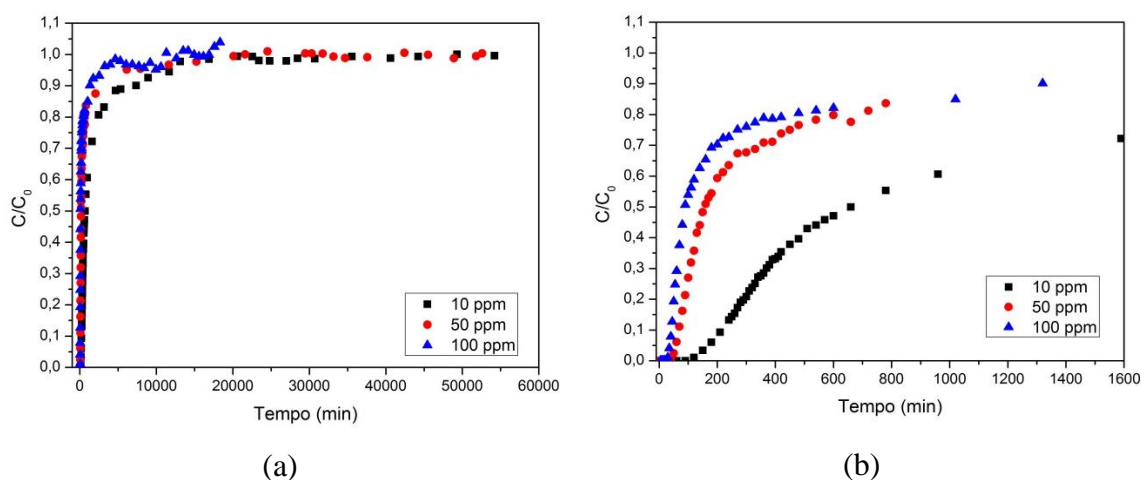 1,1
1,0
0,9
0,8
0,7
0,6
0,5
0,4
0,3
0,2
0,1
0,0
C/C₀
0 10000 20000 30000 40000 50000 60000
Tempo (min)
10 ppm
50 ppm
100 ppm
(a)
1,1
1,0
0,9
0,8
0,7
0,6
0,5
0,4
0,3
0,2
0,1
0,0
C/C₀
0 200 400 600 800 1000 1200 1400 1600
Tempo (min)
10 ppm
50 ppm
100 ppm
(b)